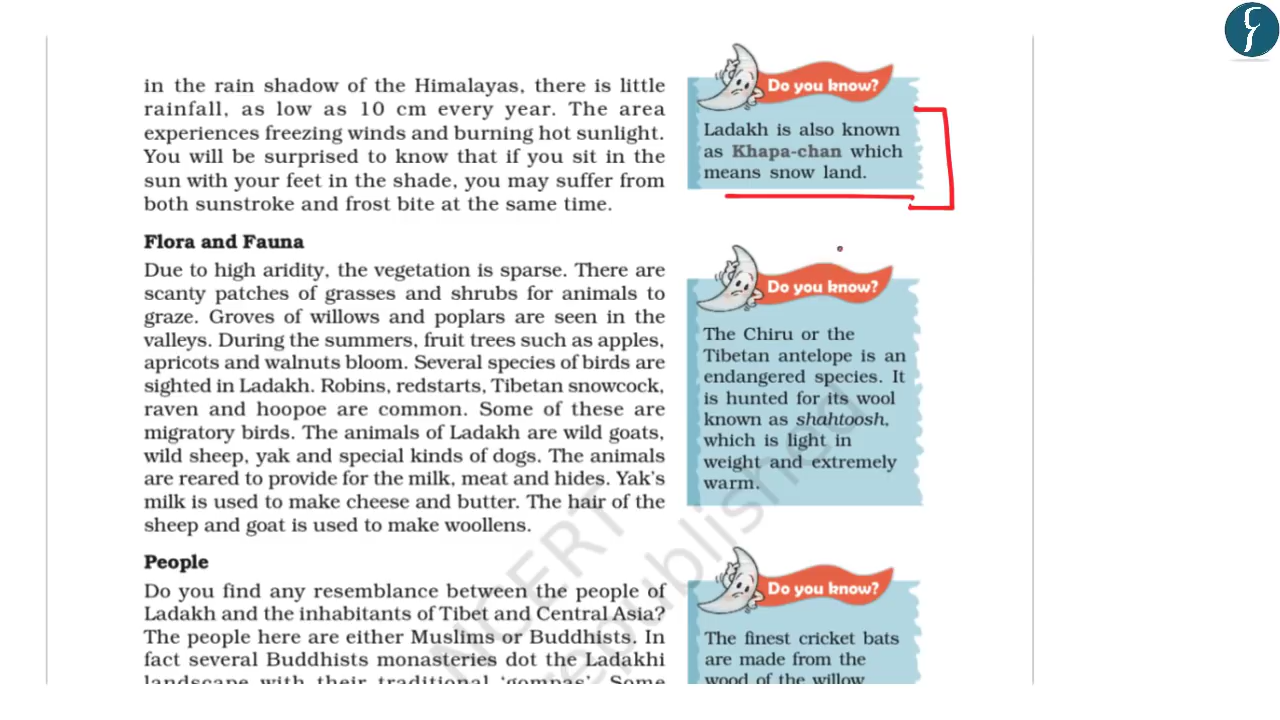 in the rain shadow of the Himalayas, there is little
rainfall, as low as 10 cm every year. The area
experiences freezing winds and burning hot sunlight.
You will be surprised to know that if you sit in the
sun with your feet in the shade, you may suffer from
both sunstroke and frost bite at the same time.
Flora and Fauna
Due to high aridity, the vegetation is sparse. There are
scanty patches of grasses and shrubs for animals to
graze. Groves of willows and poplars are seen in the
valleys. During the summers, fruit trees such as apples,
apricots and walnuts bloom. Several species of birds are
sighted in Ladakh. Robins, redstarts, Tibetan snowcock,
raven and hoopoe are common. Some of these are
migratory birds. The animals of Ladakh are wild goats,
wild sheep, yak and special kinds of dogs. The animals
are reared to provide for the milk, meat and hides. Yak's
milk is used to make cheese and butter. The hair of the
sheep and goat is used to make woollens.
People
Do you find any resemblance between the people of
Ladakh and the inhabitants of Tibet and Central Asia?
The people here are either Muslims or Buddhists. In
fact several Buddhists monasteries dot the Ladakhi
landscape with their traditional 'gompas'. Some
Do you know?
Ladakh is also known
as Khapa-chan which
means snow land.
Do you know?
The Chiru or the
Tibetan antelope is an
endangered species. It
is hunted for its wool
known as shahtoosh,
which is light in
weight and extremely
warm.
Do you know?
The finest cricket bats
are made from the
wood of the willow
NCERT
republished